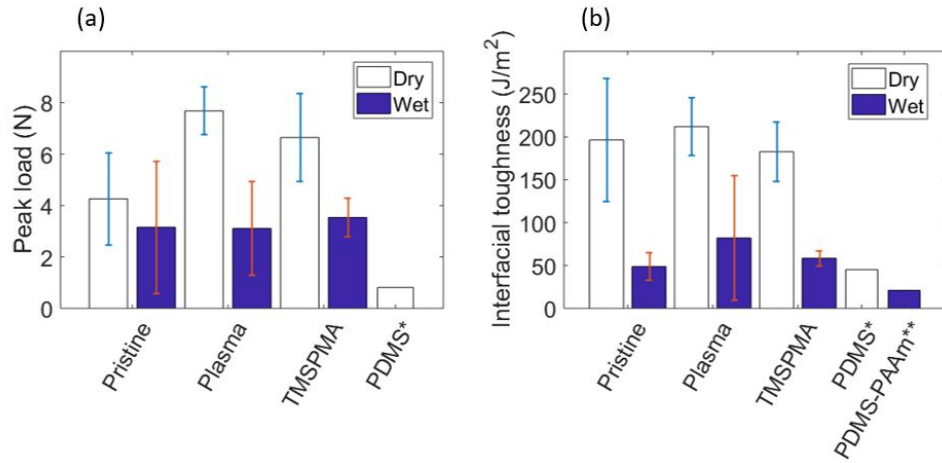 (a)
Peak load (N)
8
6
4
2
0
Dry
Wet
Pristine
Plasma
TMSPMA
PDMS*
(b)
Interfacial toughness (J/m²)
250
200
150
100
50
0
Dry
Wet
Pristine
Plasma
TMSPMA
PDMS*
PDMS-PAAm**